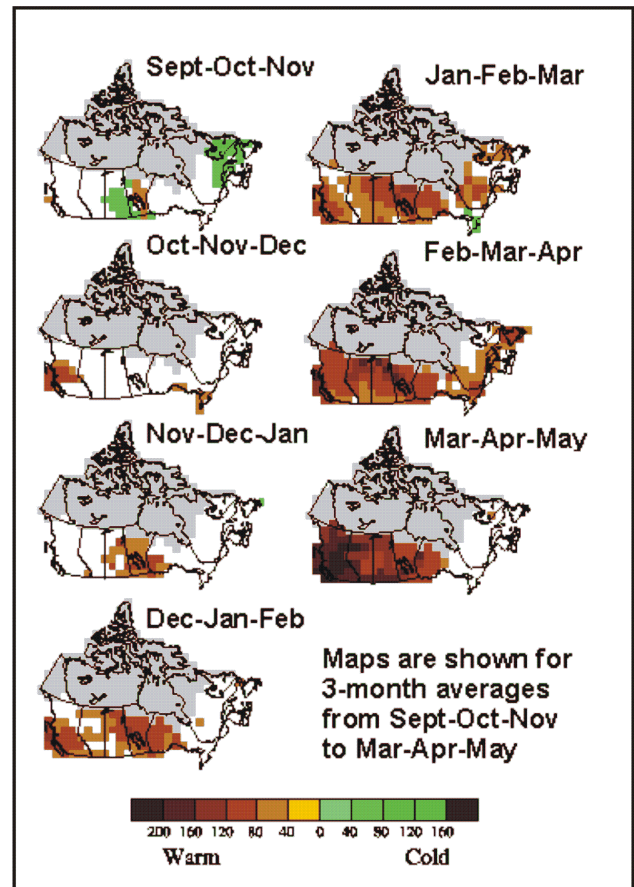 Sept-Oct-Nov
Jan-Feb-Mar
Oct-Nov-Dec
Feb-Mar-Apr
Nov-Dec-Jan
Mar-Apr-May
Dec-Jan-Feb
Maps are shown for
3-month averages
from Sept-Oct-Nov
to Mar-Apr-May
200 160 120 80 40 0 40 80 120 160
Warm Cold